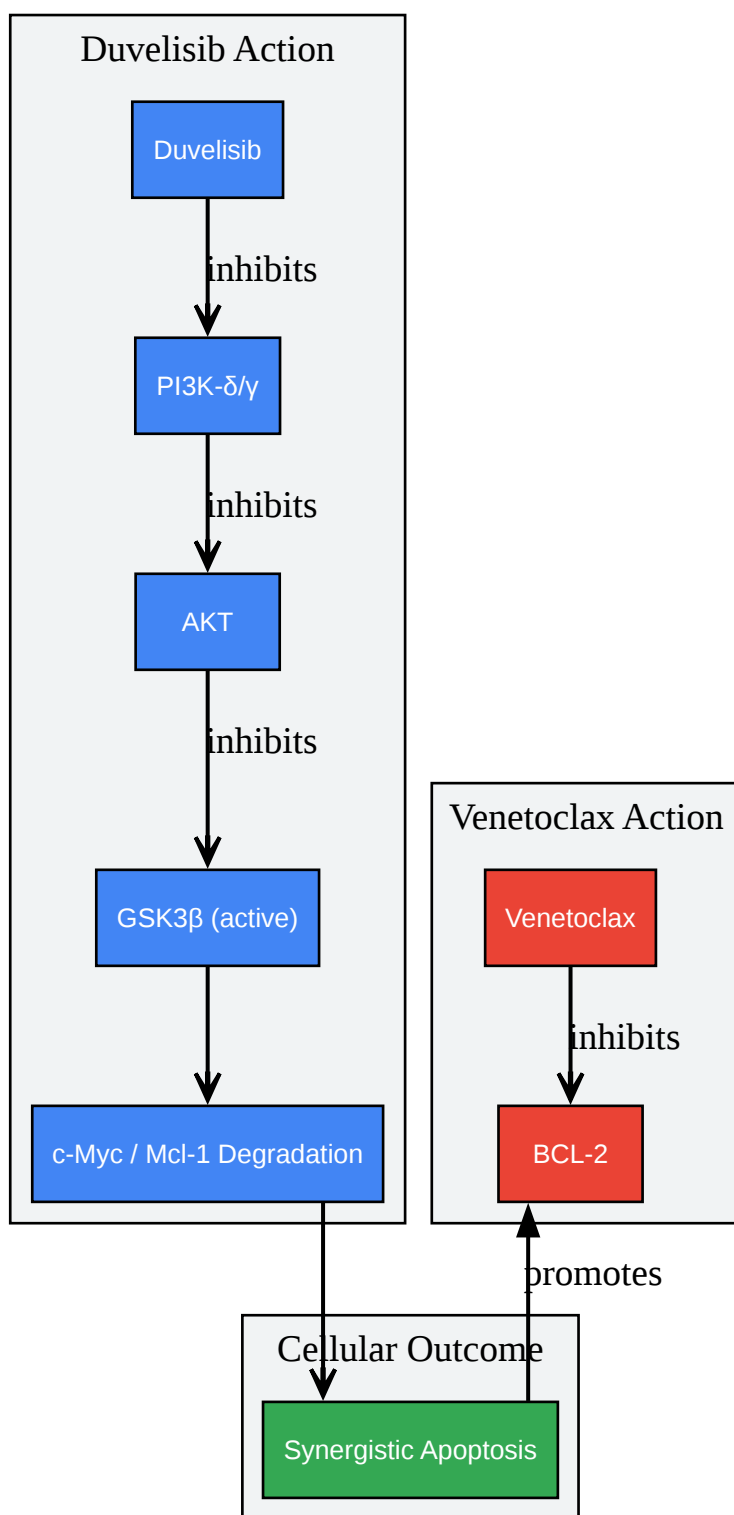 Duvelisib Action
Duvelisib
inhibits
PI3K-δ/γ
inhibits
AKT
inhibits
GSK3β (active)
c-Myc / Mcl-1 Degradation
Venetoclax Action
Venetoclax
inhibits
BCL-2
promotes
Cellular Outcome
Synergistic Apoptosis